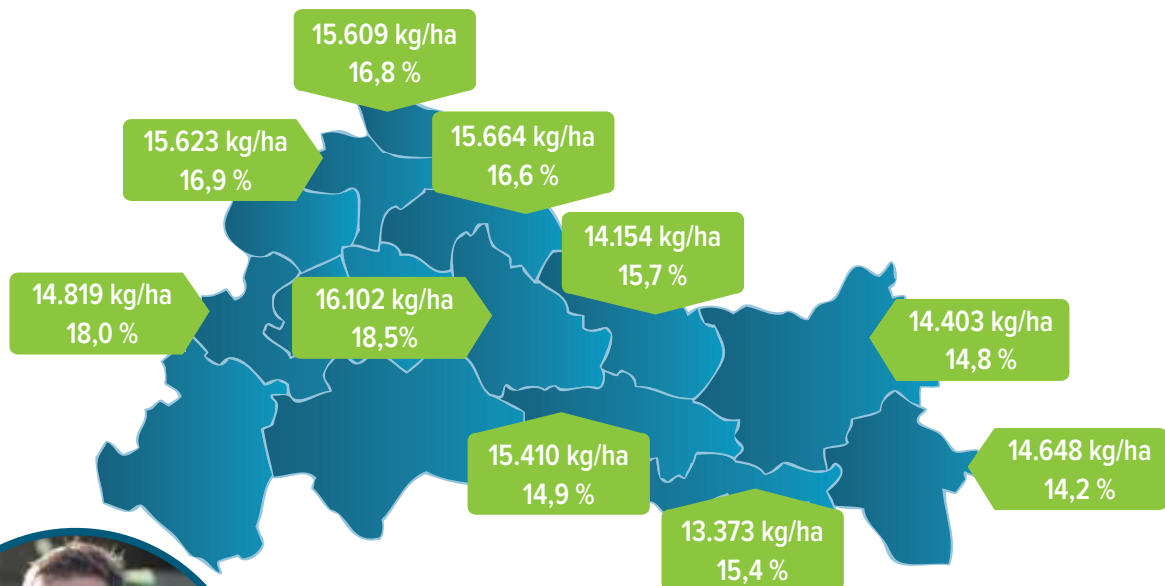 15.609 kg/ha
16,8 %
15.623 kg/ha
16,9 %
15.664 kg/ha
16,6 %
14.154 kg/ha
15,7 %
14.819 kg/ha
18,0 %
16.102 kg/ha
18,5%
14.403 kg/ha
14,8 %
15.410 kg/ha
14,9 %
14.648 kg/ha
14,2 %
13.373 kg/ha
15,4 %